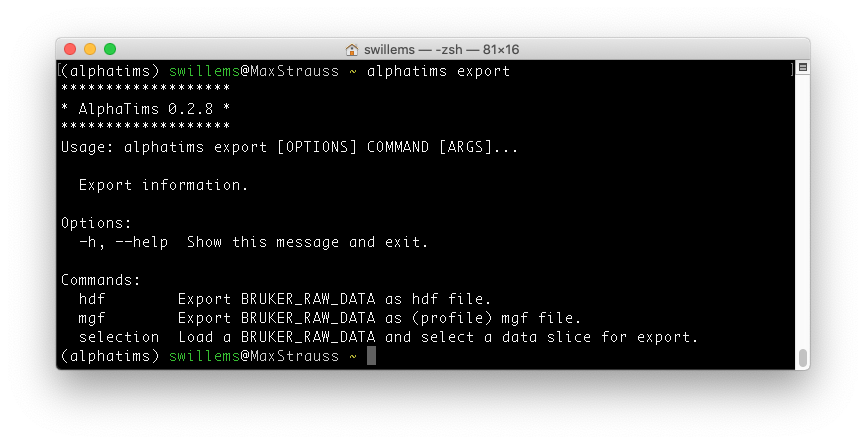 swillems — -zsh — 81×16
(alphatims) swillems@MaxStrauss ~ alphatims export
*******************
* AlphaTims 0.2.8 *
*******************
Usage: alphatims export [OPTIONS] COMMAND [ARGS]...
Export information.
Options:
-h, --help  Show this message and exit.
Commands:
hdf        Export BRUKER_RAW_DATA as hdf file.
mgf        Export BRUKER_RAW_DATA as (profile) mgf file.
selection  Load a BRUKER_RAW_DATA and select a data slice for export.
(alphatims) swillems@MaxStrauss ~